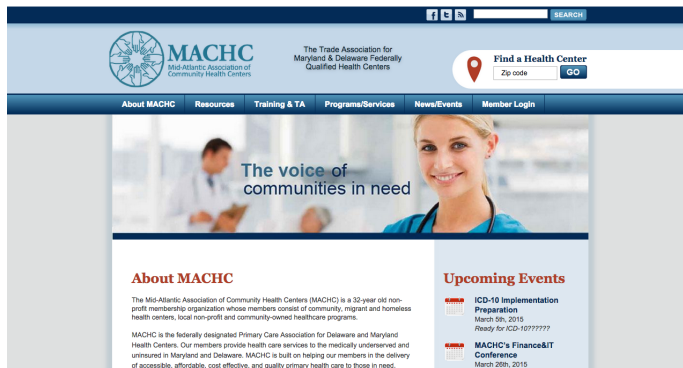 SEARCH
MACHC
Mid-Atlantic Association of
Community Health Centers
The Trade Association for
Maryland & Delaware Federally
Qualified Health Centers
Find a Health Center
Zip code
GO
About MACHC Resources Training & TA Programs/Services News/Events Member Login
The voice of
communities in need
About MACHC
The Mid-Atlantic Association of Community Health Centers (MACHC) is a 32-year old non-
profit membership organization whose members consist of community, migrant and homeless
health centers, local non-profit and community-owned healthcare programs.
MACHC is the federally designated Primary Care Association for Delaware and Maryland
Health Centers. Our members provide health care services to the medically underserved and
uninsured in Maryland and Delaware. MACHC is built on helping our members in the delivery
of accessible, affordable, cost effective, and quality primary health care to those in need.
Upcoming Events
ICD-10 Implementation
Preparation
March 5th, 2015
Ready for ICD-10??????
MACHC's Finance&IT
Conference
March 26th, 2015